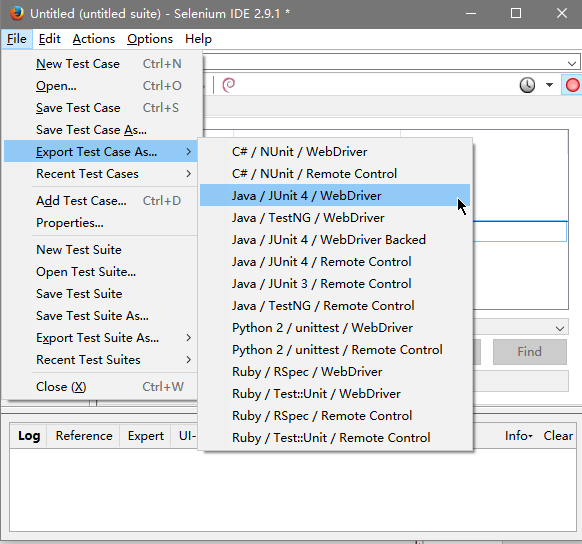 Untitled (untitled suite) - Selenium IDE 2.9.1 *
File Edit Actions Options Help
New Test Case Ctrl+N
Open... Ctrl+O
Save Test Case Ctrl+S
Save Test Case As...
Export Test Case As...
Recent Test Cases
Add Test Case... Ctrl+D
Properties...
New Test Suite
Open Test Suite...
Save Test Suite
Save Test Suite As...
Export Test Suite As...
Recent Test Suites
Close (X) Ctrl+W
C# / NUnit / WebDriver
C# / NUnit / Remote Control
Java / JUnit 4 / WebDriver
Java / TestNG / WebDriver
Java / JUnit 4 / WebDriver Backed
Java / JUnit 4 / Remote Control
Java / JUnit 3 / Remote Control
Java / TestNG / Remote Control
Python 2 / unittest / WebDriver
Python 2 / unittest / Remote Control
Ruby / RSpec / WebDriver
Ruby / Test::Unit / WebDriver
Ruby / RSpec / Remote Control
Ruby / Test::Unit / Remote Control
Find
Log Reference Expert UI- Info Clear